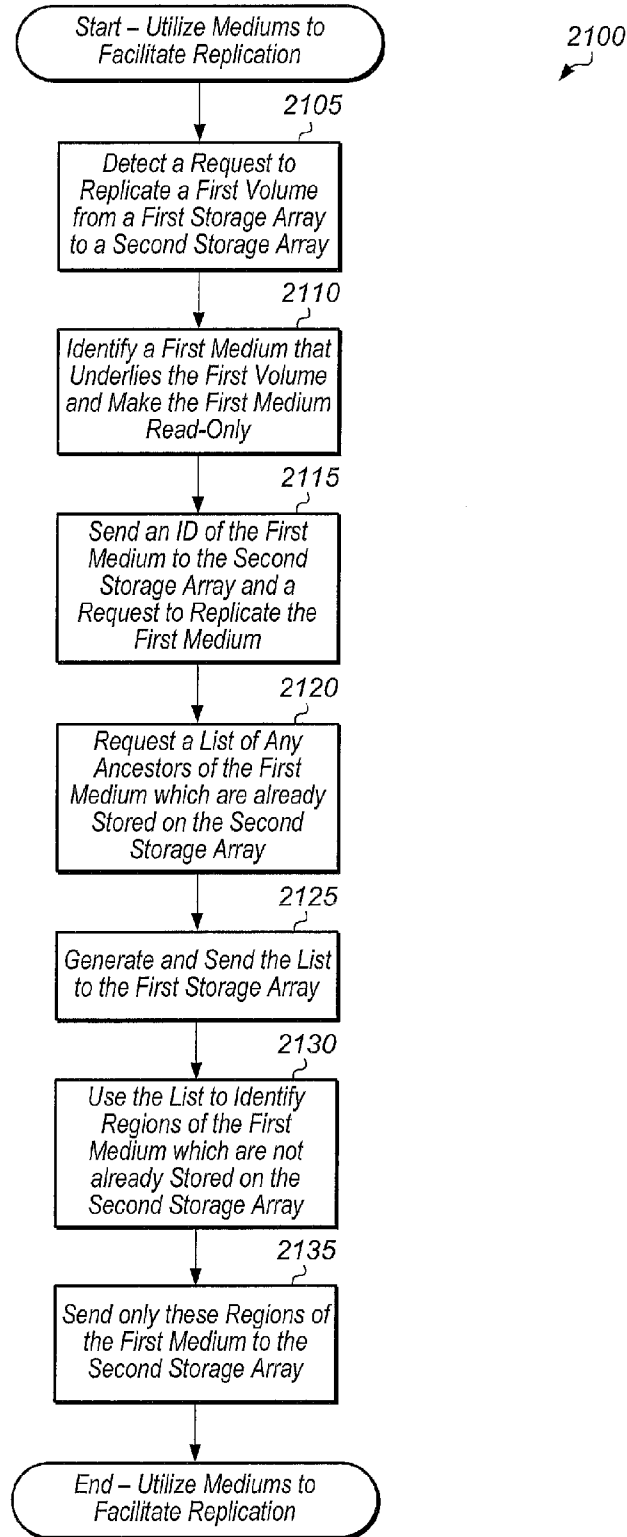 Start – Utilize Mediums to
Facilitate Replication
2100
2105
Detect a Request to
Replicate a First Volume
from a First Storage Array
to a Second Storage Array
2110
Identify a First Medium that
Underlies the First Volume
and Make the First Medium
Read-Only
2115
Send an ID of the First
Medium to the Second
Storage Array and a
Request to Replicate the
First Medium
2120
Request a List of Any
Ancestors of the First
Medium which are already
Stored on the Second
Storage Array
2125
Generate and Send the List
to the First Storage Array
2130
Use the List to Identify
Regions of the First
Medium which are not
already Stored on the
Second Storage Array
2135
Send only these Regions of
the First Medium to the
Second Storage Array
End – Utilize Mediums to
Facilitate Replication